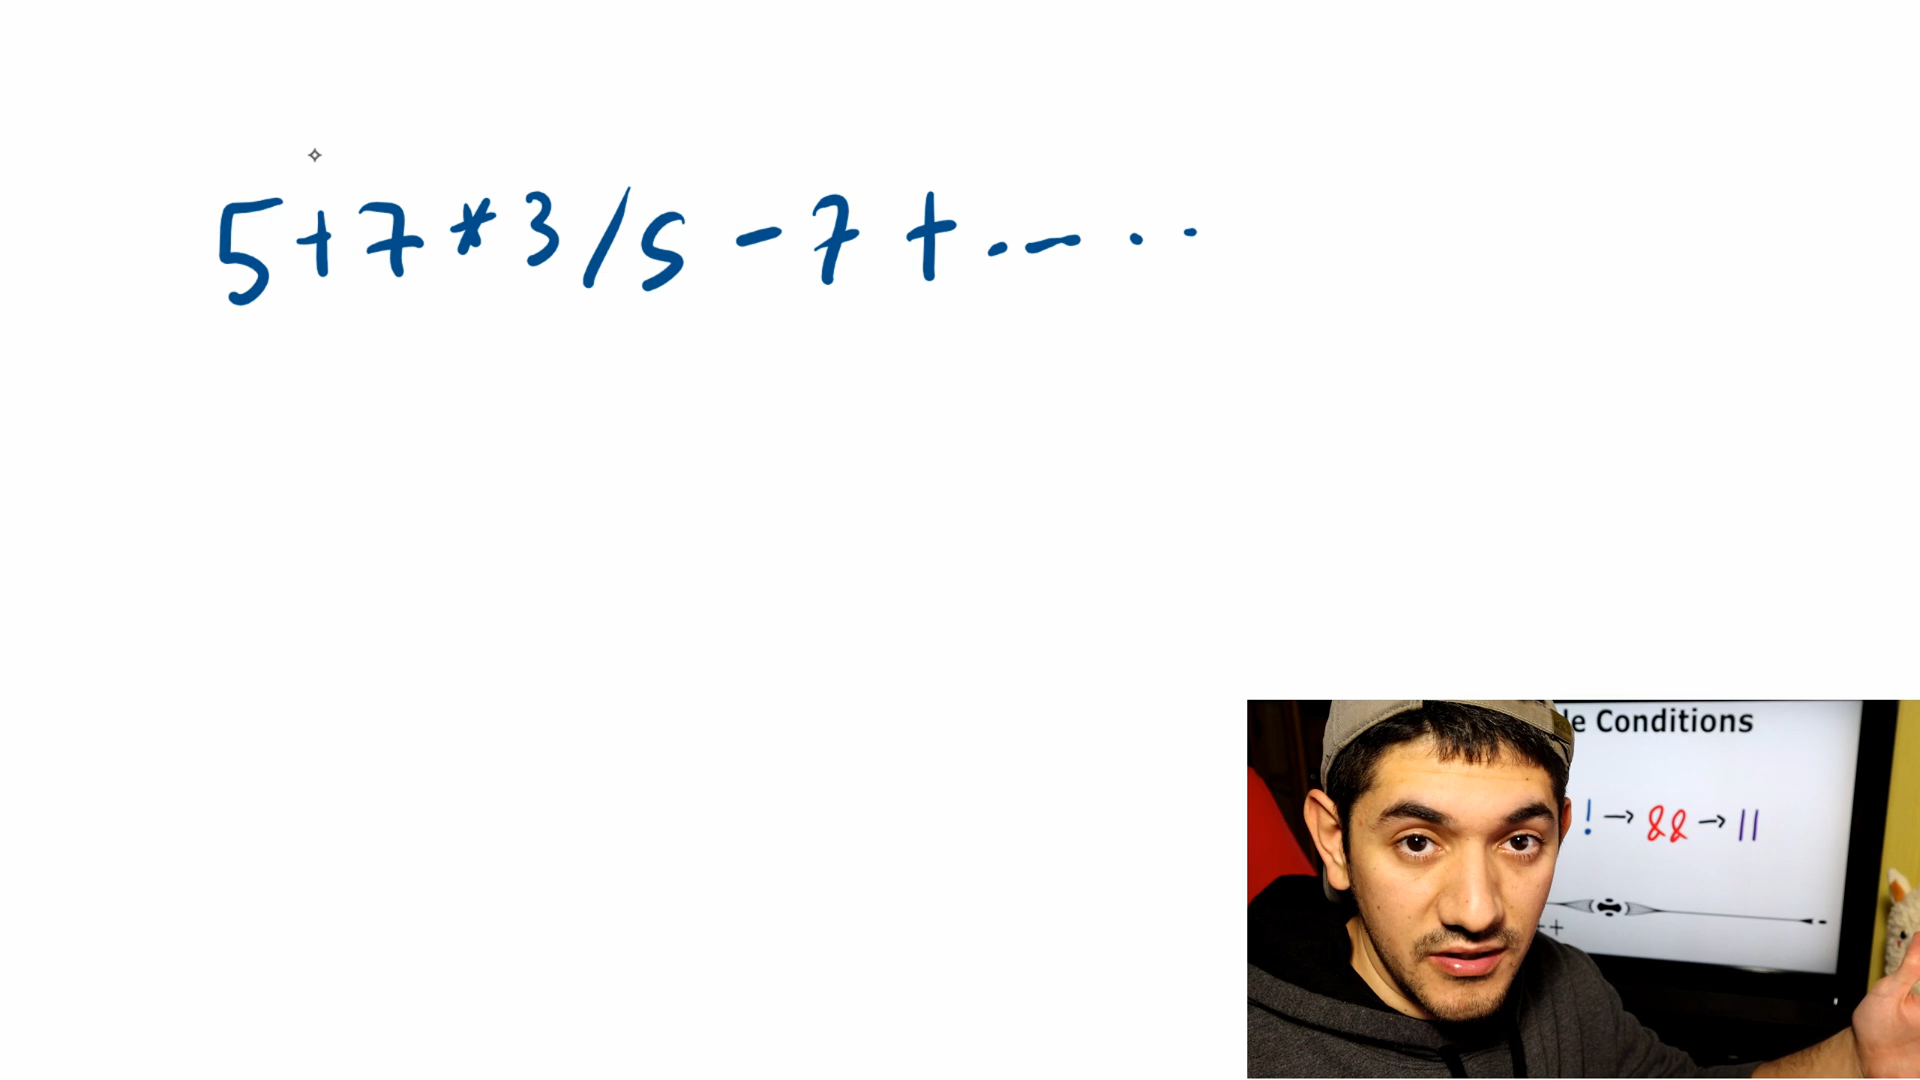 5+7*3/5-7+.-..
le Conditions
! → && → ||
++